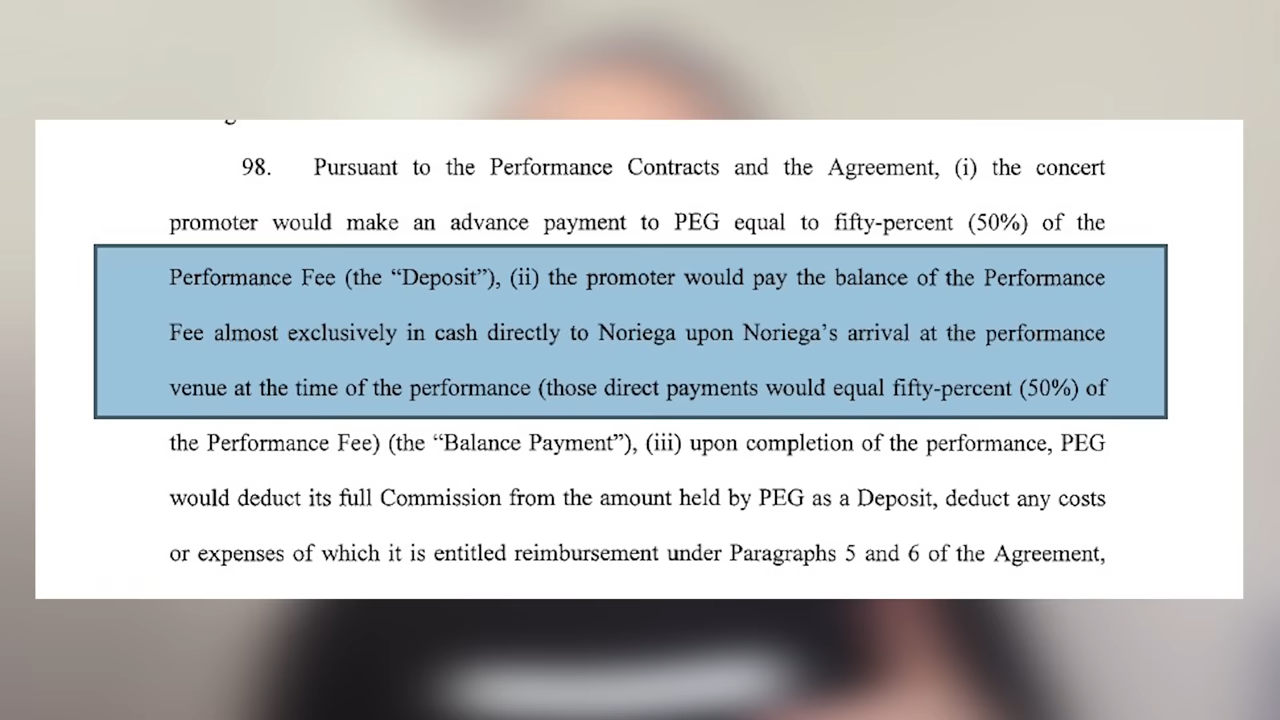 98. Pursuant to the Performance Contracts and the Agreement, (i) the concert
promoter would make an advance payment to PEG equal to fifty-percent (50%) of the
Performance Fee (the “Deposit”), (ii) the promoter would pay the balance of the Performance
Fee almost exclusively in cash directly to Noriega upon Noriega’s arrival at the performance
venue at the time of the performance (those direct payments would equal fifty-percent (50%) of
the Performance Fee) (the “Balance Payment”), (iii) upon completion of the performance, PEG
would deduct its full Commission from the amount held by PEG as a Deposit, deduct any costs
or expenses of which it is entitled reimbursement under Paragraphs 5 and 6 of the Agreement,